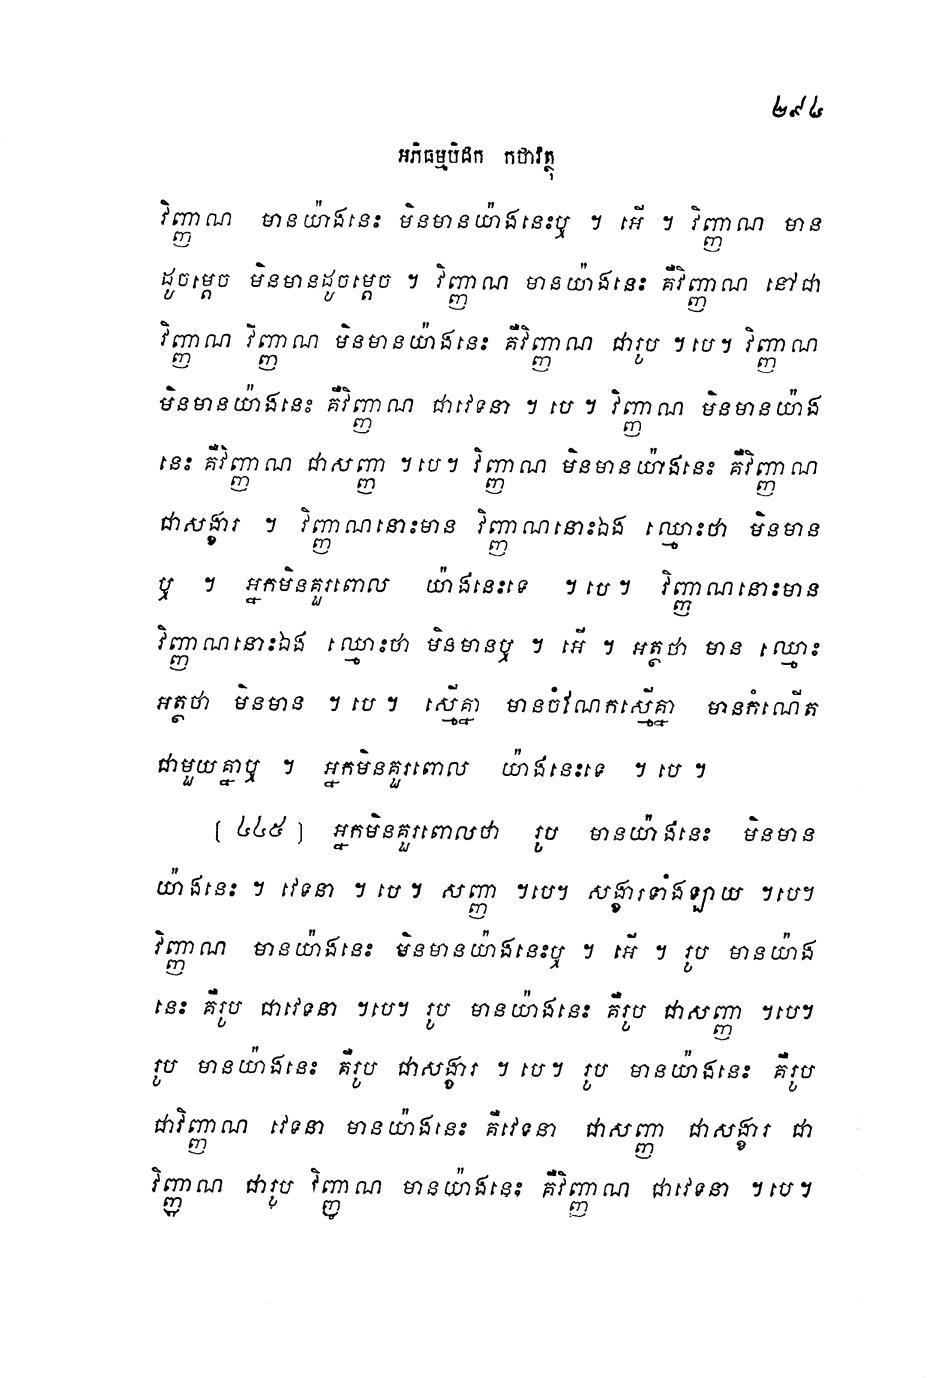 ២៩៤
អភិធម្មបិដក កថាវត្ថុ
វិញ្ញាណ មានយ៉ាងនេះ មិនមានយ៉ាងនេះឬ ។ អើ ។ វិញ្ញាណ មាន
ដូចម្ដេច មិនមានដូចម្ដេច ។ វិញ្ញាណ មានយ៉ាងនេះ គឺវិញ្ញាណ នៅជា
វិញ្ញាណ វិញ្ញាណ មិនមានយ៉ាងនេះ គឺវិញ្ញាណ ជារូប ។បេ។ វិញ្ញាណ
មិនមានយ៉ាងនេះ គឺវិញ្ញាណ ជាវេទនា ។ បេ ។ វិញ្ញាណ មិនមានយ៉ាង
នេះ គឺវិញ្ញាណ ជាសញ្ញា ។បេ។ វិញ្ញាណ មិនមានយ៉ាងនេះ គឺវិញ្ញាណ
ជាសង្ខារ ។ វិញ្ញាណនោះមាន វិញ្ញាណនោះឯង ឈ្មោះថា មិនមាន
ឬ ។ អ្នកមិនគួរពោល យ៉ាងនេះទេ ។បេ។ វិញ្ញាណនោះមាន
វិញ្ញាណនោះឯង ឈ្មោះថា មិនមានឬ ។ អើ ។ អត្ថថា មាន ឈ្មោះ
អត្ថថា មិនមាន ។ បេ ។ ស្មើគ្នា មានចំណែកស្មើគ្នា មានកំណើត
ជាមួយគ្នាឬ ។ អ្នកមិនគួរពោល យ៉ាងនេះទេ ។ បេ ។
[ ៤៤៥ ] អ្នកមិនគួរពោលថា រូប មានយ៉ាងនេះ មិនមាន
យ៉ាងនេះ ។ វេទនា ។ បេ ។ សញ្ញា ។បេ។ សង្ខារទាំងឡាយ ។បេ។
វិញ្ញាណ មានយ៉ាងនេះ មិនមានយ៉ាងនេះឬ ។ អើ ។ រូប មានយ៉ាង
នេះ គឺរូប ជាវេទនា ។បេ។ រូប មានយ៉ាងនេះ គឺរូប ជាសញ្ញា ។បេ។
រូប មានយ៉ាងនេះ គឺរូប ជាសង្ខារ ។ បេ។ រូប មានយ៉ាងនេះ គឺរូប
ជាវិញ្ញាណ វេទនា មានយ៉ាងនេះ គឺវេទនា ជាសញ្ញា ជាសង្ខារ ជា
វិញ្ញាណ ជារូប វិញ្ញាណ មានយ៉ាងនេះ គឺវិញ្ញាណ ជាវេទនា ។បេ។